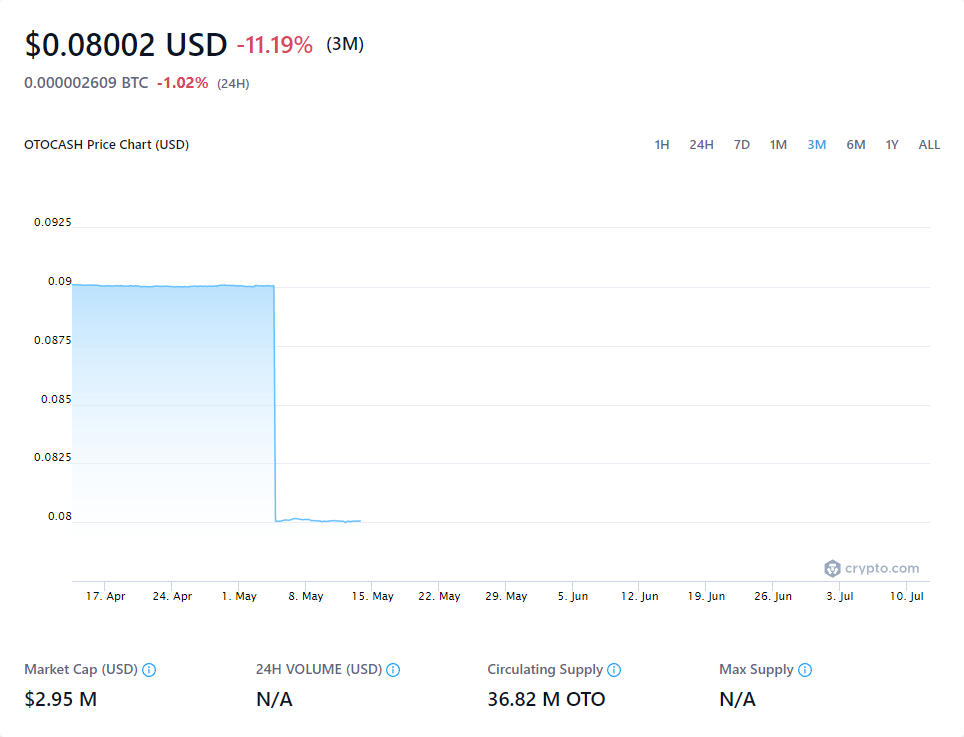 $0.08002 USD -11.19% (3M)
0.000002609 BTC -1.02% (24H)
OTOCASH Price Chart (USD) 1H 24H 7D 1M 3M 6M 1Y ALL
0.0925
0.09
0.0875
0.085
0.0825
0.08
crypto.com
17. Apr 24. Apr 1. May 8. May 15. May 22. May 29. May 5. Jun 12. Jun 19. Jun 26. Jun 3. Jul 10. Jul
Market Cap (USD) 24H VOLUME (USD) Circulating Supply Max Supply
$2.95 M N/A 36.82 M OTO N/A